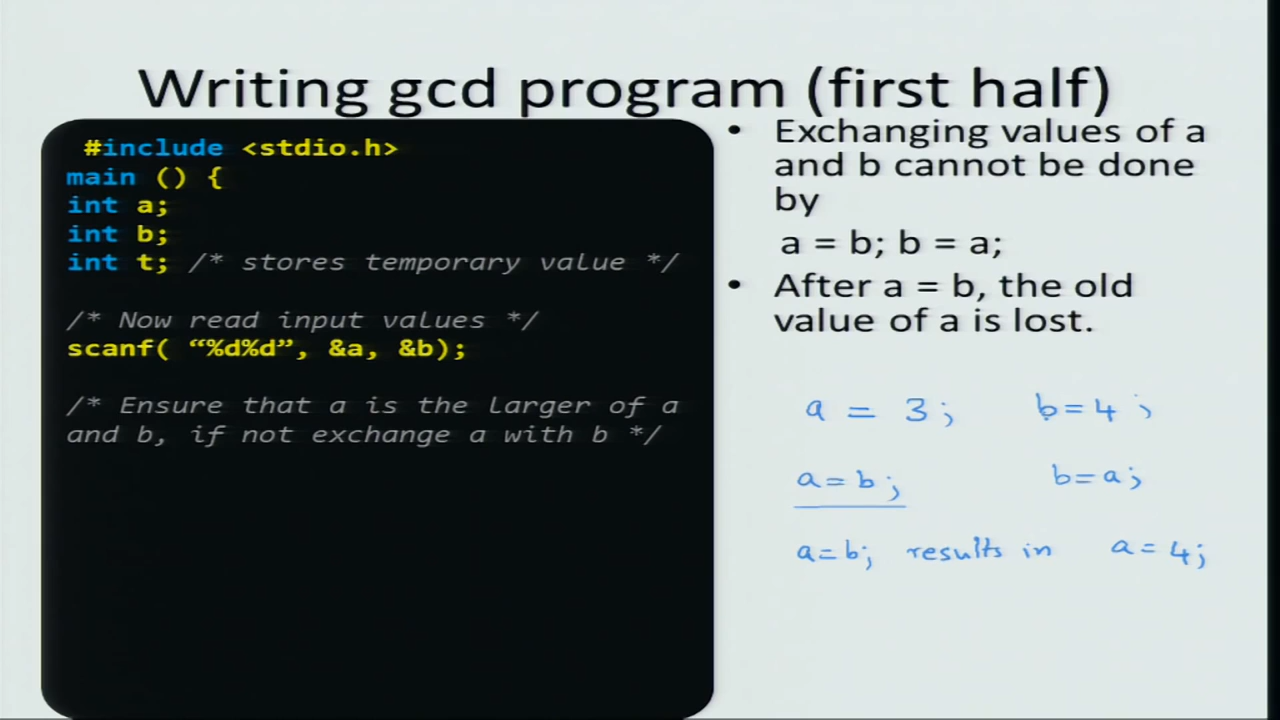 Writing gcd program (first half)
#include <stdio.h>
main () {
int a;
int b;
int t; /* stores temporary value */
/* Now read input values */
scanf( “%d%d”, &a, &b);
/* Ensure that a is the larger of a
and b, if not exchange a with b */
• Exchanging values of a
and b cannot be done
by
a = b; b = a;
• After a = b, the old
value of a is lost.
a = 3; b=4;
a=b; b=a;
a=b; results in a=4;